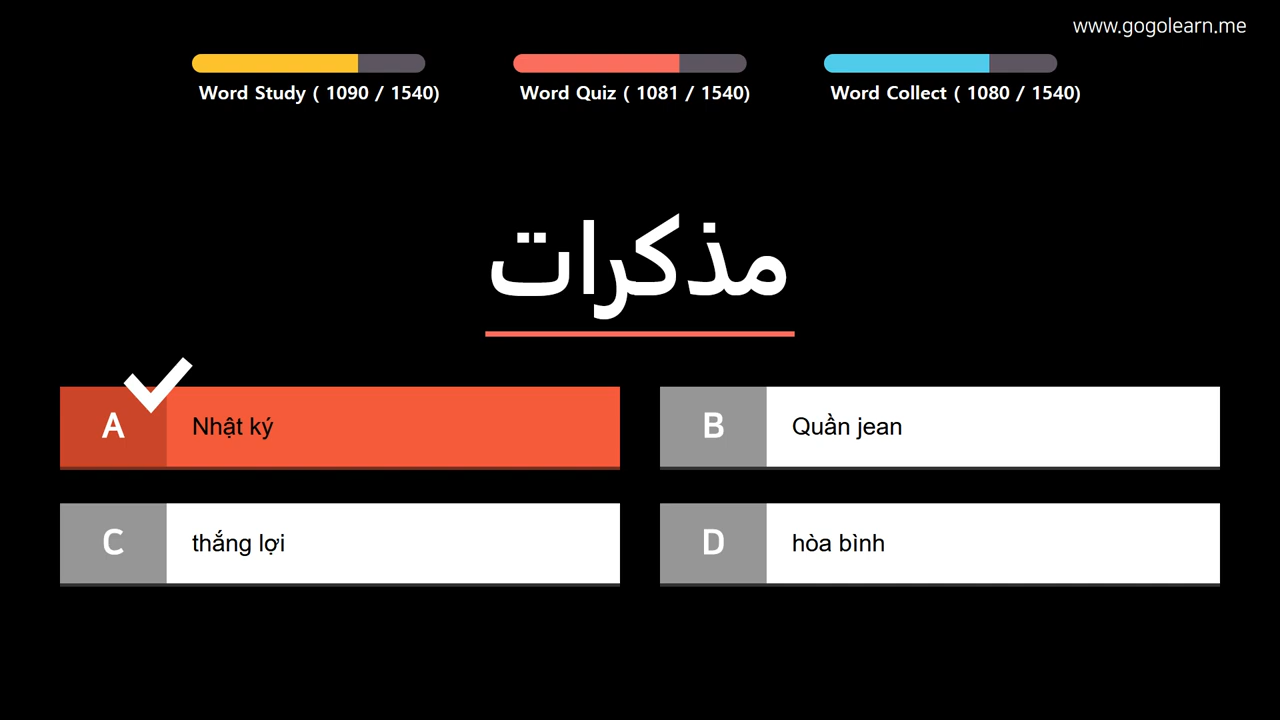 www.gogolearn.me
Word Study ( 1090 / 1540)
Word Quiz ( 1081 / 1540)
Word Collect ( 1080 / 1540)
مذكرات
A
Nhật ký
B
Quần jean
C
thắng lợi
D
hòa bình